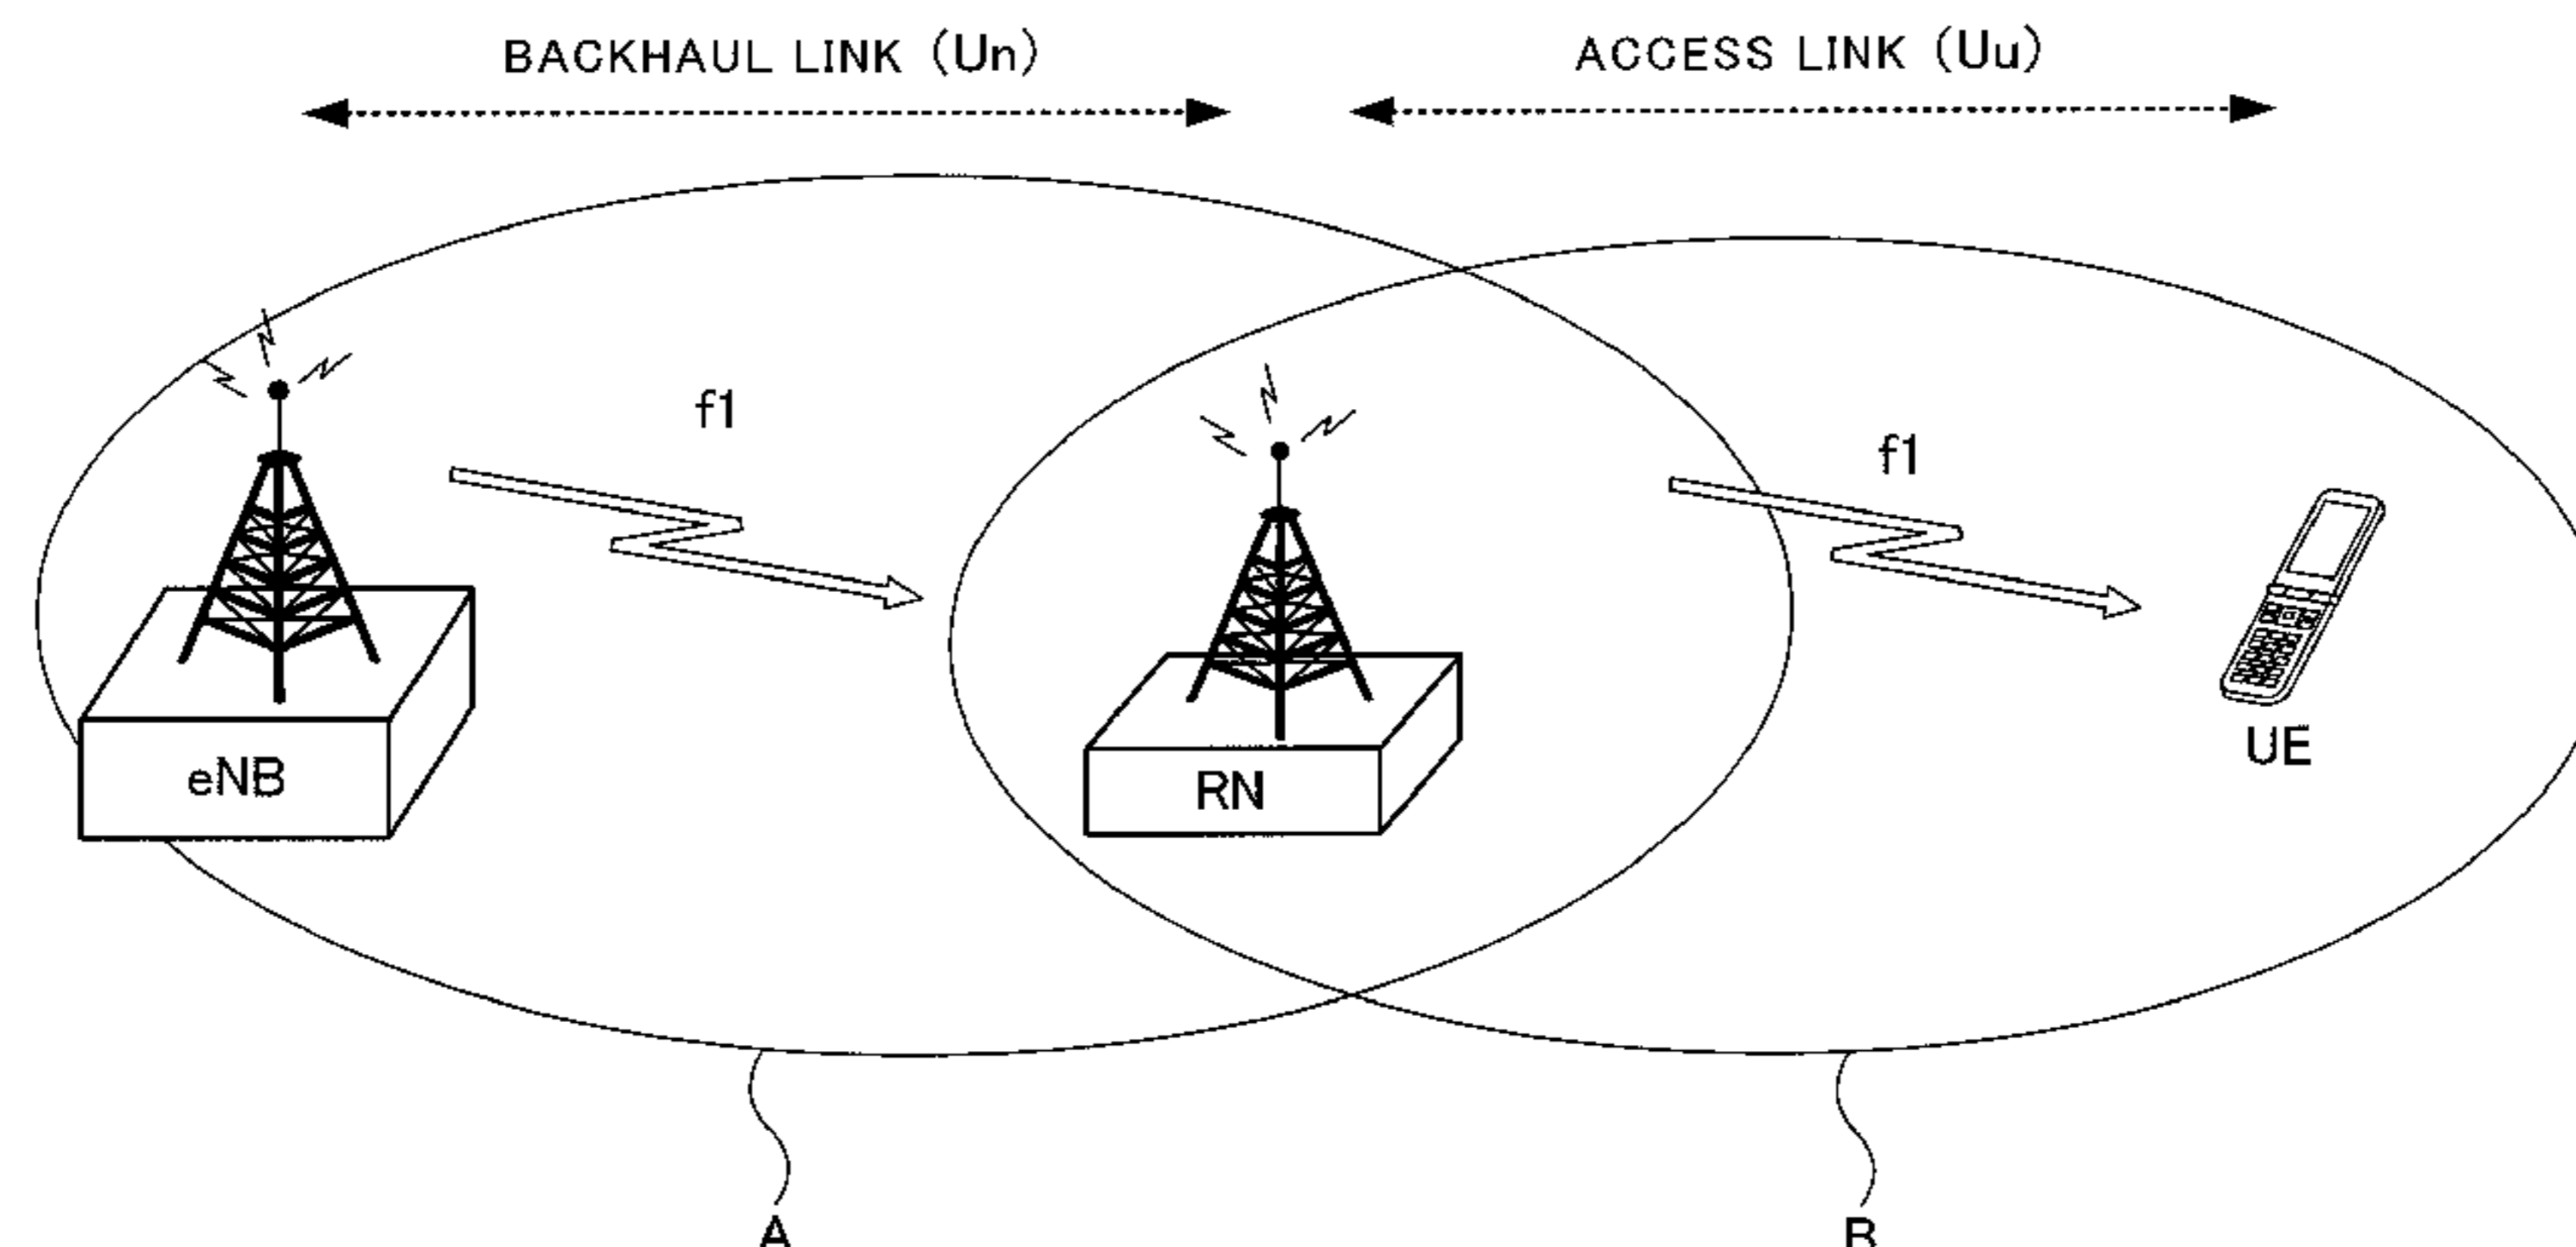 BACKHAUL LINK (Un)
ACCESS LINK (Uu)
f1
f1
eNB
RN
UE
A
B